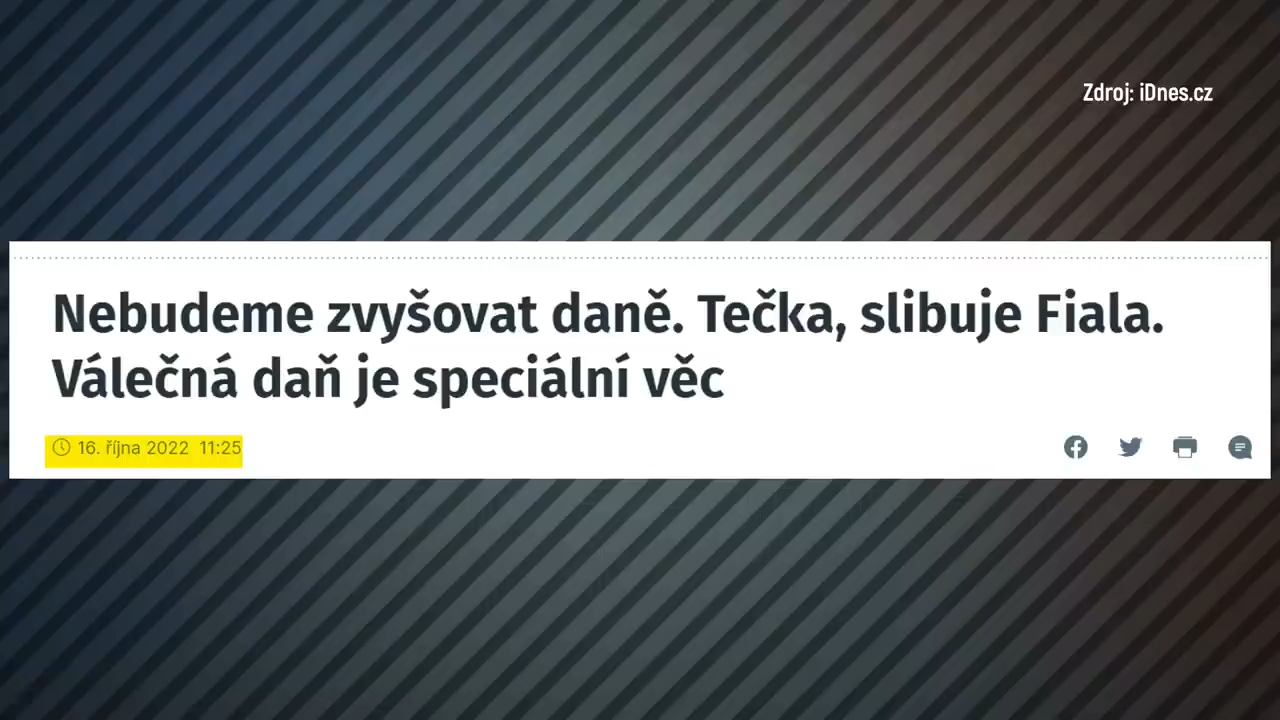 Zdroj: iDnes.cz
Nebudeme zvyšovat daně. Tečka, slibuje Fiala.
Válečná daň je speciální věc
16. října 2022 11:25